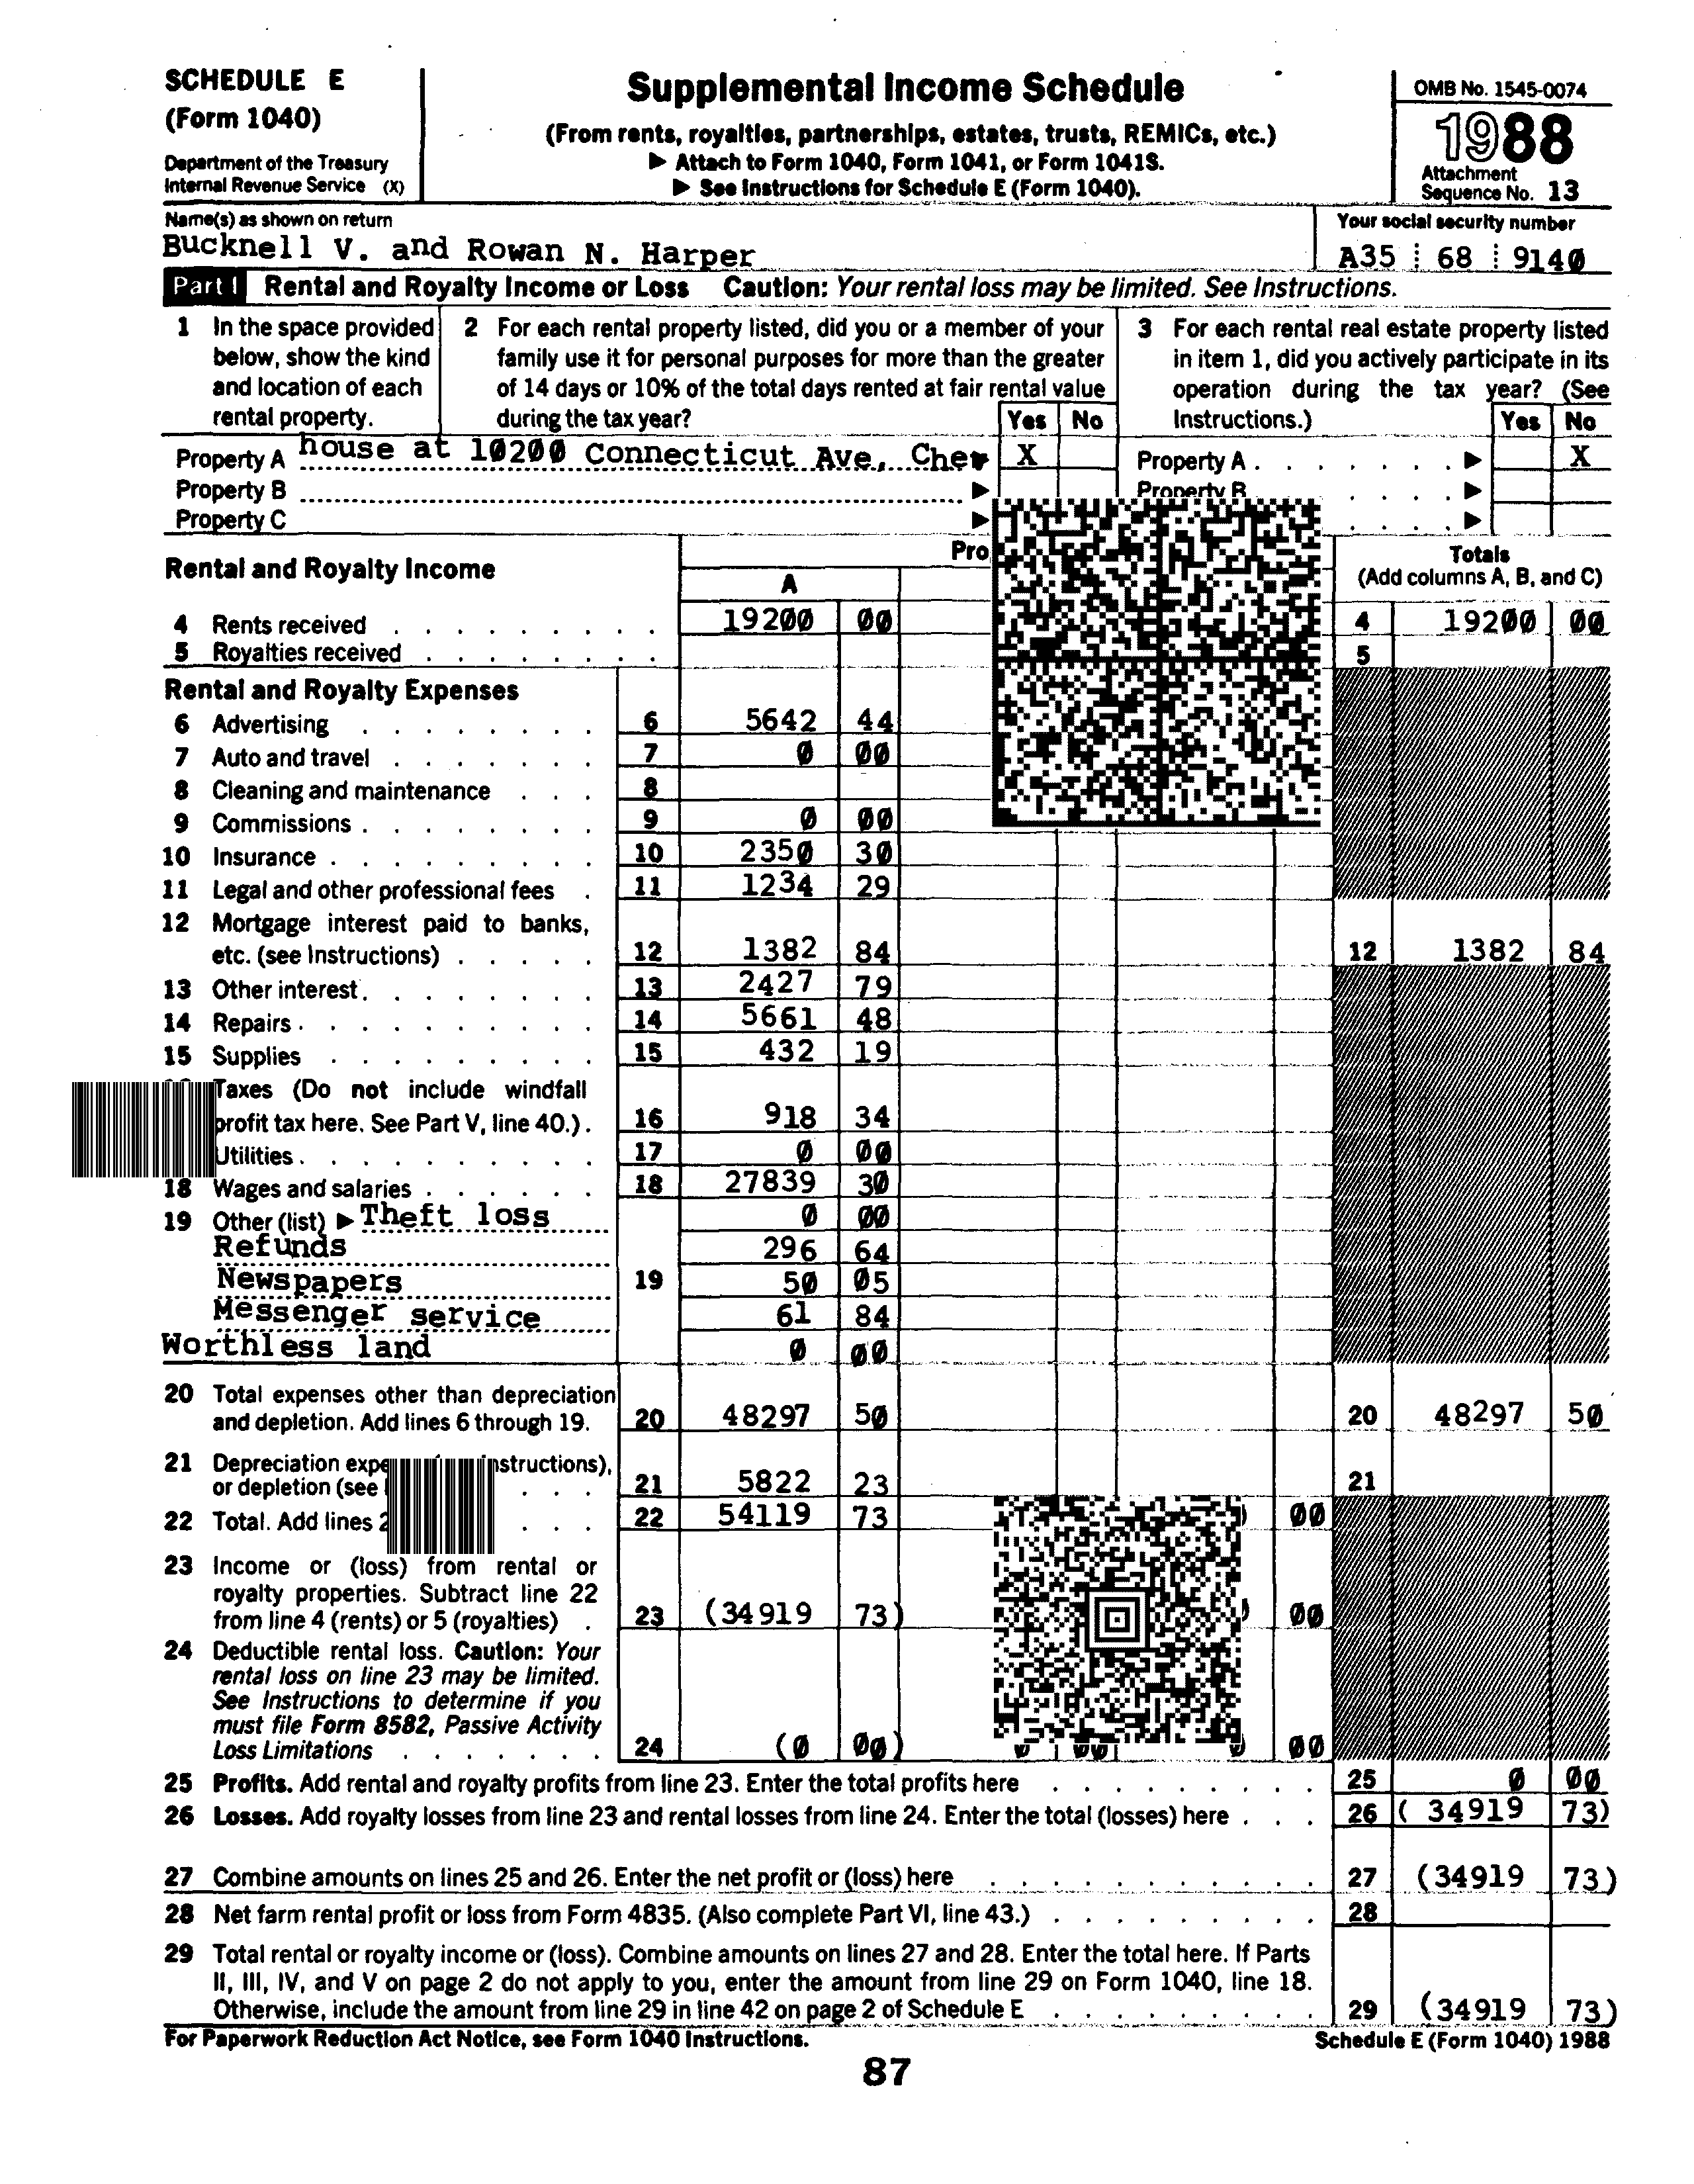 SCHEDULE E
(Form 1040)
Department of the Treasury
Internal Revenue Service (X)
Supplemental Income Schedule
(From rents, royalties, partnerships, estates, trusts, REMICs, etc.)
▶ Attach to Form 1040, Form 1041, or Form 1041S.
▶ See Instructions for Schedule E (Form 1040).
OMB No. 1545-0074
1988
Attachment
Sequence No. 13
Name(s) as shown on return
Bucknell V. and Rowan N. Harper
Your social security number
A35 68 9140
Part I Rental and Royalty Income or Loss Caution: Your rental loss may be limited. See Instructions.
1 In the space provided
below, show the kind
and location of each
rental property.
2 For each rental property listed, did you or a member of your
family use it for personal purposes for more than the greater
of 14 days or 10% of the total days rented at fair rental value
during the tax year?
Yes No
3 For each rental real estate property listed
in item 1, did you actively participate in its
operation during the tax year? (See
Instructions.)
Yes No
Property A house at 10200 Connecticut Ave, X
Property B ▶
Property C ▶
Property A ▶ X
Property B ▶
▶
Rental and Royalty Income
A
Totals
(Add columns A, B, and C)
4 Rents received 19200 00 4 19200 00
5 Royalties received 5
Rental and Royalty Expenses
6 Advertising 6 5642 44
7 Auto and travel 7 0 00
8 Cleaning and maintenance 8
9 Commissions 9 0 00
10 Insurance 10 2350 30
11 Legal and other professional fees 11 1234 29
12 Mortgage interest paid to banks,
etc. (see Instructions) 12 1382 84 12 1382 84
13 Other interest 13 2427 79
14 Repairs 14 5661 48
15 Supplies 15 432 19
Taxes (Do not include windfall
profit tax here. See Part V, line 40.) 16 918 34
Utilities 17 0 00
18 Wages and salaries 18 27839 30
19 Other (list) ▶ Theft loss 0 00
Refunds 296 64
Newspapers 19 50 05
Messenger service 61 84
Worthless land 0 00
20 Total expenses other than depreciation
and depletion. Add lines 6 through 19. 20 48297 50 20 48297 50
21 Depreciation
or depletion (see 21 5822 23 21
22 Total. Add lines 22 54119 73 00
23 Income or (loss) from rental or
royalty properties. Subtract line 22
from line 4 (rents) or 5 (royalties) 23 (34919 73) 00
24 Deductible rental loss. Caution: Your
rental loss on line 23 may be limited.
See Instructions to determine if you
must file Form 8582, Passive Activity
Loss Limitations 24 (0 00) 00
25 Profits. Add rental and royalty profits from line 23. Enter the total profits here 25 0 00
26 Losses. Add royalty losses from line 23 and rental losses from line 24. Enter the total (losses) here 26 ( 34919 73)
27 Combine amounts on lines 25 and 26. Enter the net profit or (loss) here 27 (34919 73)
28 Net farm rental profit or loss from Form 4835. (Also complete Part VI, line 43.) 28
29 Total rental or royalty income or (loss). Combine amounts on lines 27 and 28. Enter the total here. If Parts
II, III, IV, and V on page 2 do not apply to you, enter the amount from line 29 on Form 1040, line 18.
Otherwise, include the amount from line 29 in line 42 on page 2 of Schedule E 29 (34919 73)
For Paperwork Reduction Act Notice, see Form 1040 Instructions.
Schedule E (Form 1040) 1988
87